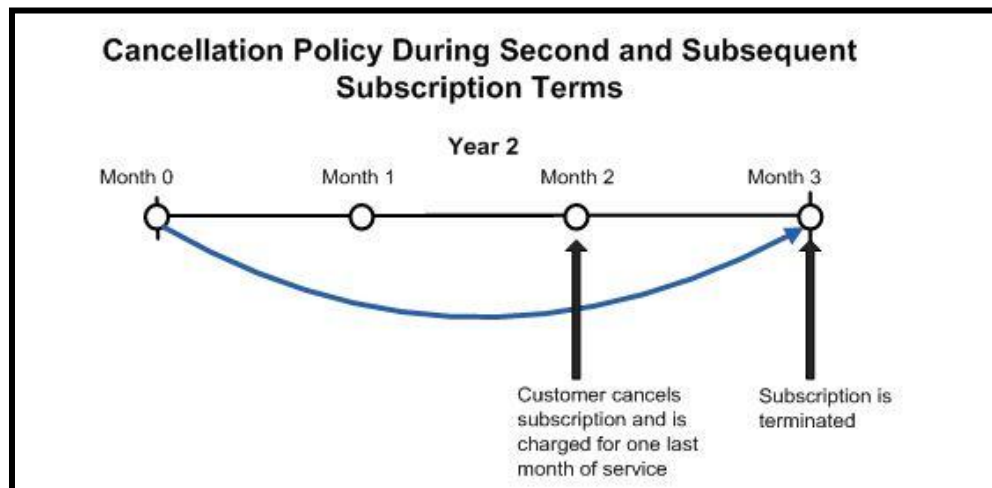 Cancellation Policy During Second and Subsequent
Subscription Terms
Year 2
Month 0
Month 1
Month 2
Month 3
Customer cancels
subscription and is
charged for one last
month of service
Subscription is
terminated